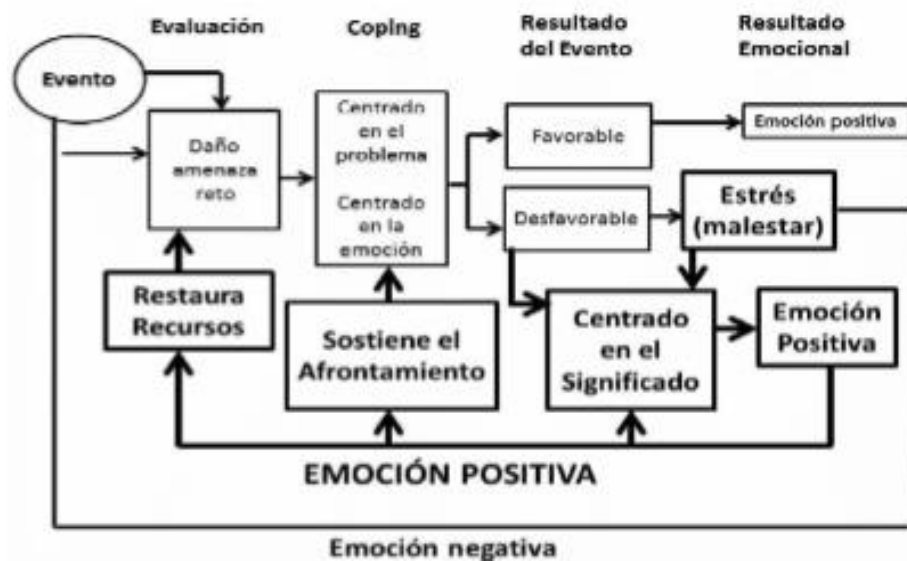 Evaluación
Coping
Resultado
del Evento
Resultado
Emocional
Evento
Daño
amenaza
reto
Centrado
en el
problema
Centrado
en la
emoción
Favorable
Emoción positiva
Desfavorable
Estrés
(malestar)
Restaura
Recursos
Sostiene el
Afrontamiento
Centrado
en el
Significado
Emoción
Positiva
EMOCIÓN POSITIVA
Emoción negativa